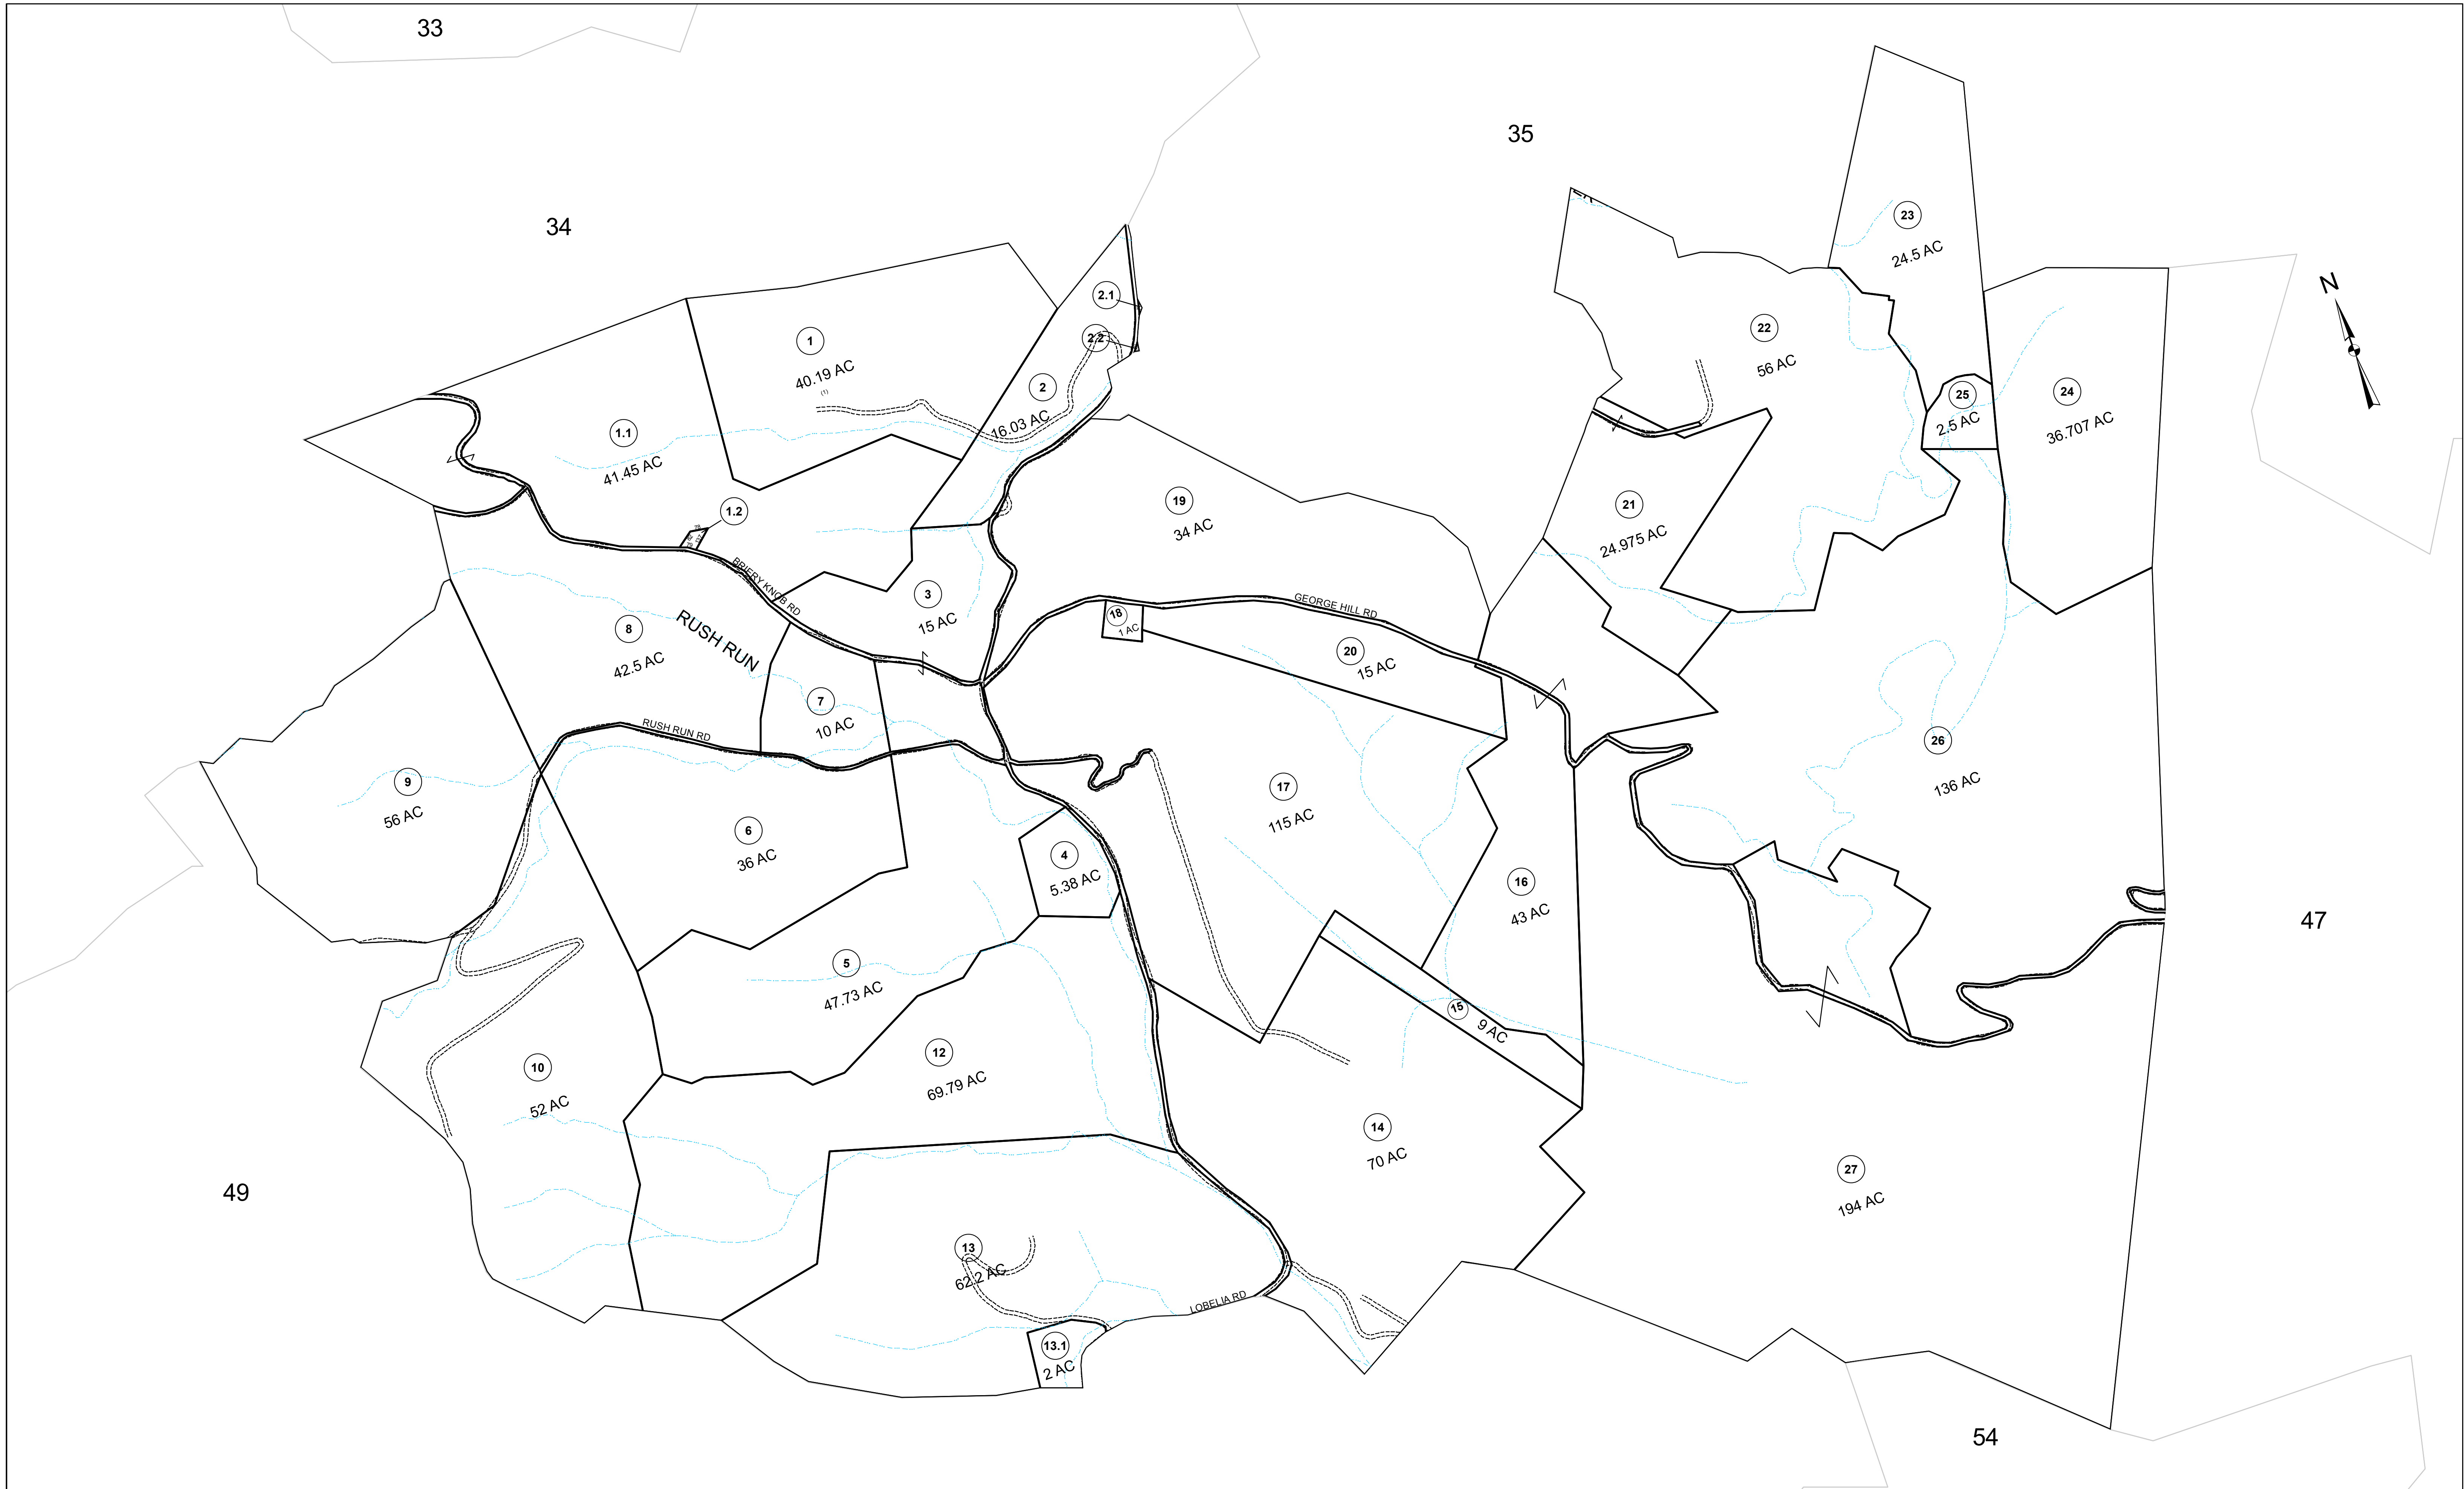 33
35
34
N
23
24.5 AC
2.1
22
56 AC
2.2
1
40.19 AC
(1)
2
16.03 AC
25
2.5 AC
24
36.707 AC
1.1
41.45 AC
1.2
19
34 AC
21
24.975 AC
BRIERY KNOB RD
3
15 AC
GEORGE HILL RD
18
1 AC
8
42.5 AC
RUSH RUN
20
15 AC
7
10 AC
RUSH RUN RD
26
136 AC
9
56 AC
17
115 AC
6
36 AC
4
5.38 AC
16
43 AC
47
5
47.73 AC
15
9 AC
12
69.79 AC
10
52 AC
14
70 AC
27
194 AC
49
13
62.2 AC
LOBELIA RD
13.1
2 AC
54